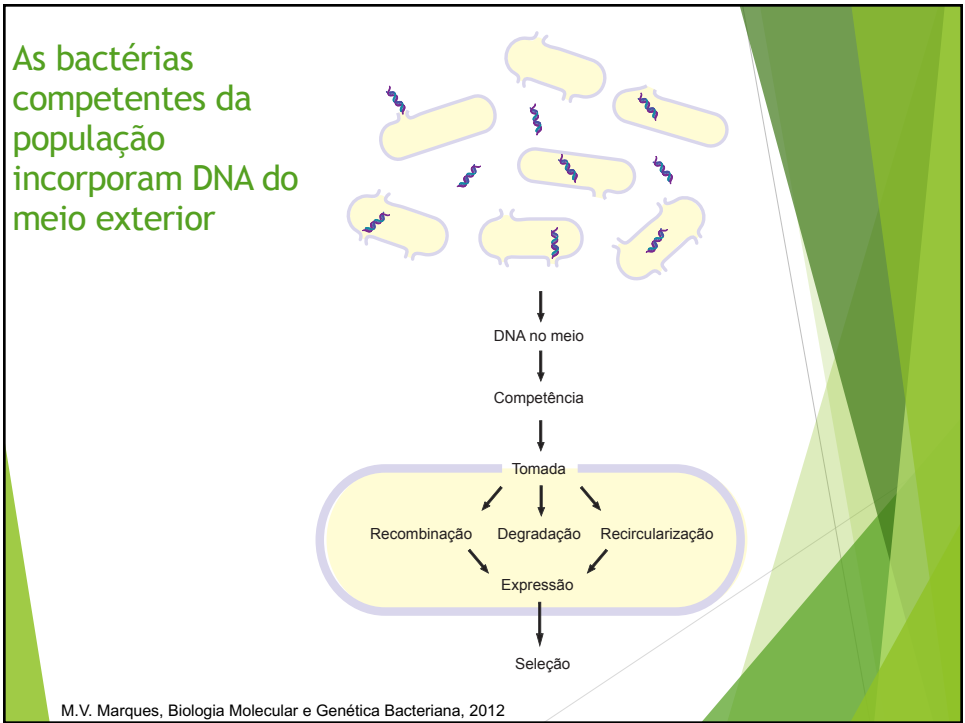 As bactérias
competentes da
população
incorporam DNA do
meio exterior
DNA no meio
Competência
Tomada
Recombinação Degradação Recircularização
Expressão
Seleção
M.V. Marques, Biologia Molecular e Genética Bacteriana, 2012